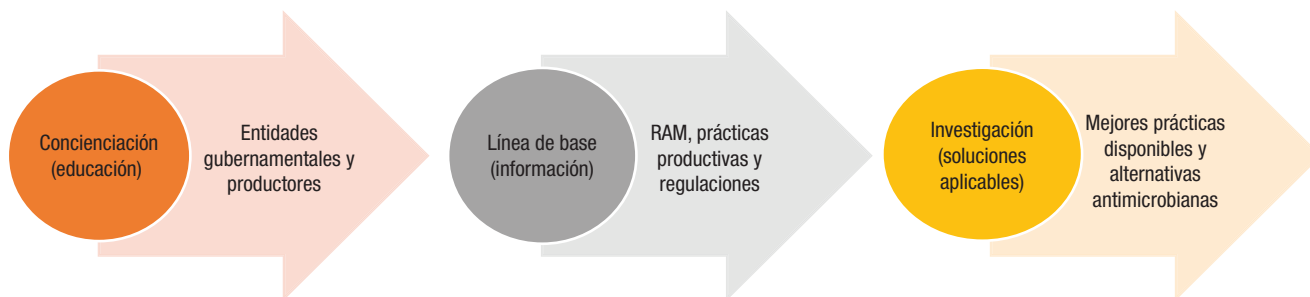 Concienciación
(educación)
Entidades
gubernamentales y
productores
Línea de base
(información)
RAM, prácticas
productivas y
regulaciones
Investigación
(soluciones
aplicables)
Mejores prácticas
disponibles y
alternativas
antimicrobianas